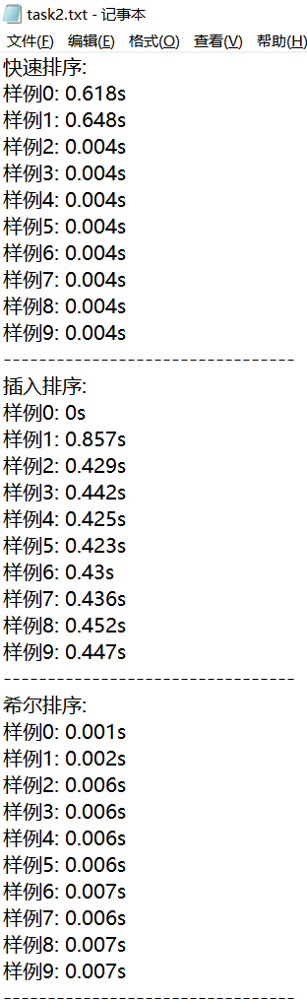 task2.txt - 记事本
文件(F) 编辑(E) 格式(O) 查看(V) 帮助(H)
快速排序:
样例0: 0.618s
样例1: 0.648s
样例2: 0.004s
样例3: 0.004s
样例4: 0.004s
样例5: 0.004s
样例6: 0.004s
样例7: 0.004s
样例8: 0.004s
样例9: 0.004s
---------------------------------
插入排序:
样例0: 0s
样例1: 0.857s
样例2: 0.429s
样例3: 0.442s
样例4: 0.425s
样例5: 0.423s
样例6: 0.43s
样例7: 0.436s
样例8: 0.452s
样例9: 0.447s
---------------------------------
希尔排序:
样例0: 0.001s
样例1: 0.002s
样例2: 0.006s
样例3: 0.006s
样例4: 0.006s
样例5: 0.006s
样例6: 0.007s
样例7: 0.006s
样例8: 0.007s
样例9: 0.007s
---------------------------------